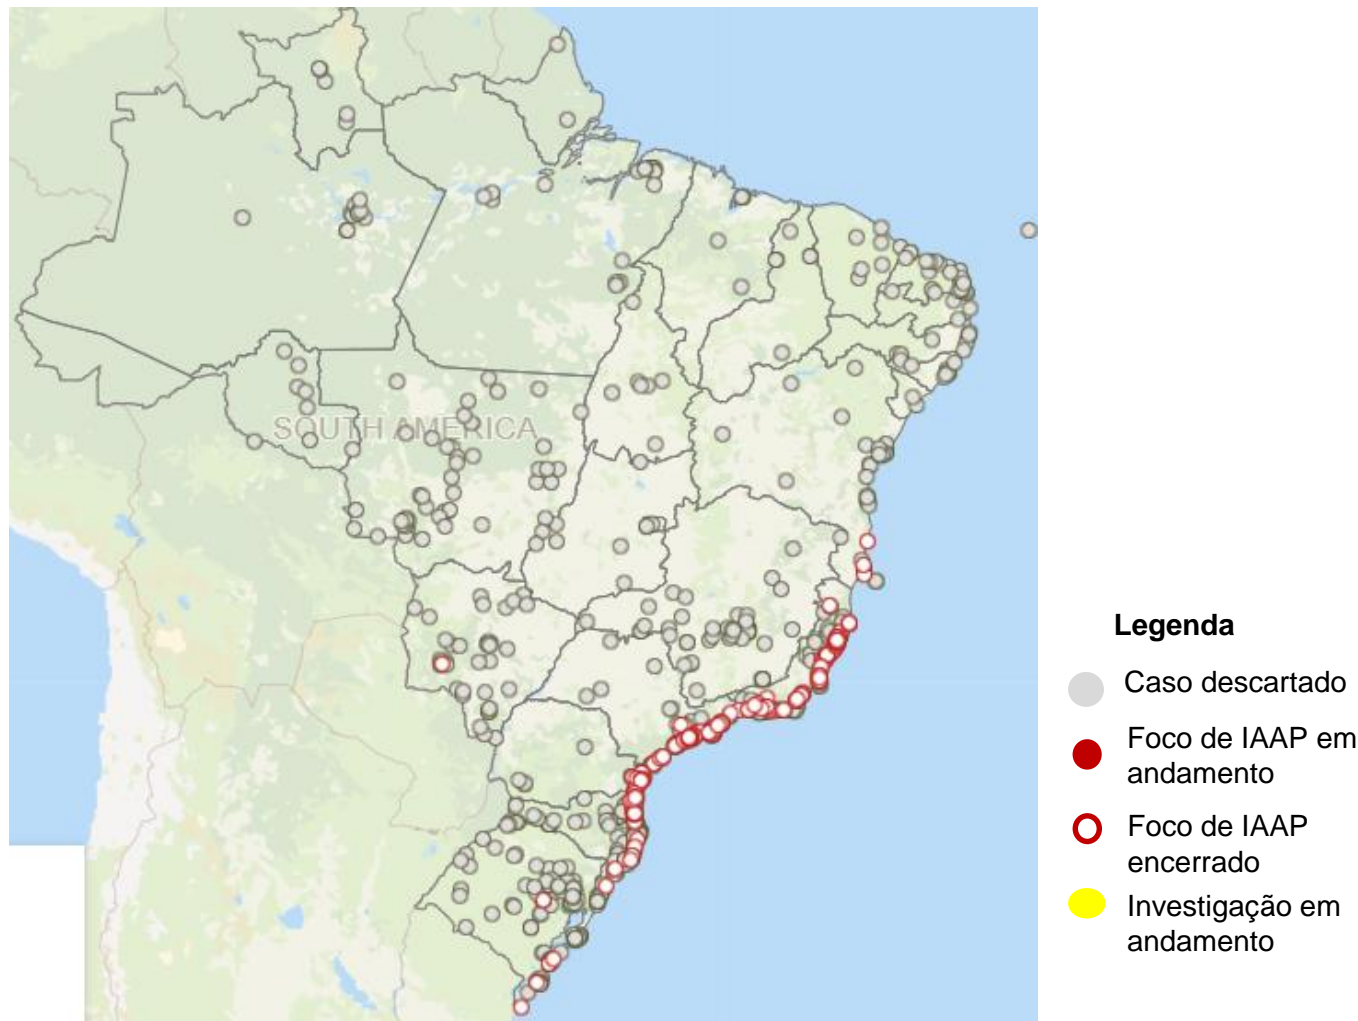 SOUTH AMERICA
Legenda
Caso descartado
Foco de IAAP em
andamento
Foco de IAAP
encerrado
Investigação em
andamento